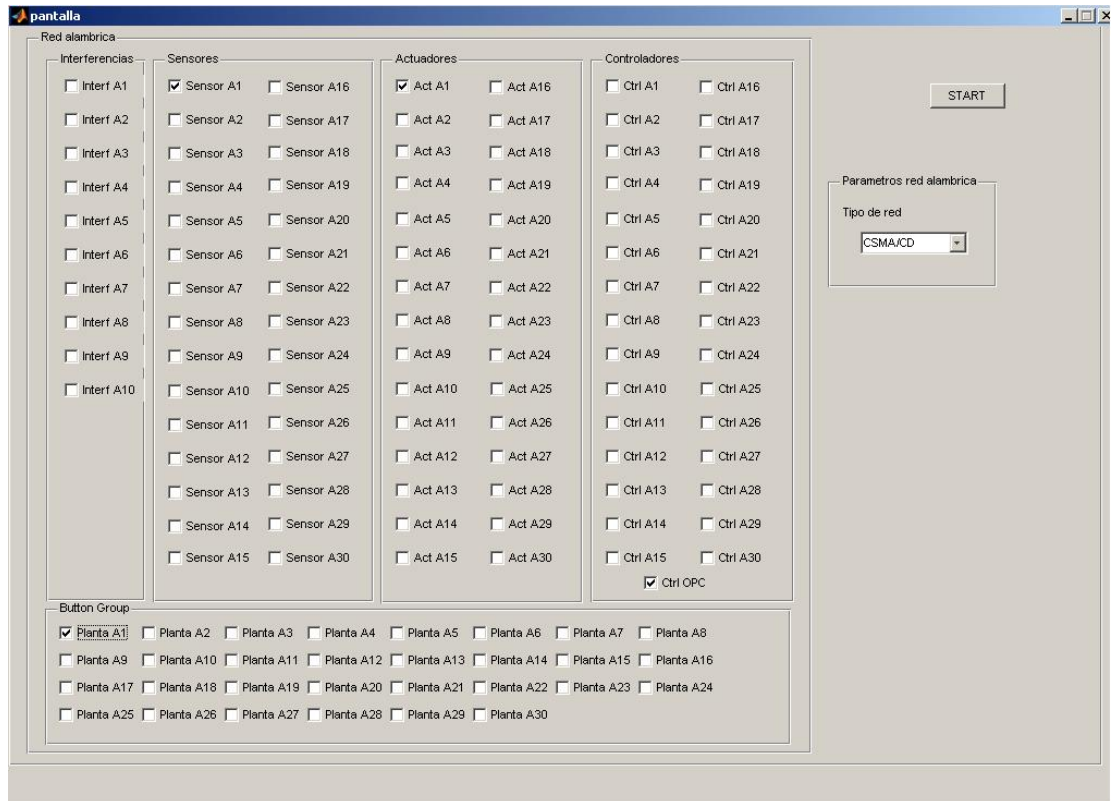 pantalla
Red alambrica
Interferencias
Interf A1
Interf A2
Interf A3
Interf A4
Interf A5
Interf A6
Interf A7
Interf A8
Interf A9
Interf A10
Sensores
Sensor A1 Sensor A16
Sensor A2 Sensor A17
Sensor A3 Sensor A18
Sensor A4 Sensor A19
Sensor A5 Sensor A20
Sensor A6 Sensor A21
Sensor A7 Sensor A22
Sensor A8 Sensor A23
Sensor A9 Sensor A24
Sensor A10 Sensor A25
Sensor A11 Sensor A26
Sensor A12 Sensor A27
Sensor A13 Sensor A28
Sensor A14 Sensor A29
Sensor A15 Sensor A30
Actuadores
Act A1 Act A16
Act A2 Act A17
Act A3 Act A18
Act A4 Act A19
Act A5 Act A20
Act A6 Act A21
Act A7 Act A22
Act A8 Act A23
Act A9 Act A24
Act A10 Act A25
Act A11 Act A26
Act A12 Act A27
Act A13 Act A28
Act A14 Act A29
Act A15 Act A30
Controladores
Ctrl A1 Ctrl A16
Ctrl A2 Ctrl A17
Ctrl A3 Ctrl A18
Ctrl A4 Ctrl A19
Ctrl A5 Ctrl A20
Ctrl A6 Ctrl A21
Ctrl A7 Ctrl A22
Ctrl A8 Ctrl A23
Ctrl A9 Ctrl A24
Ctrl A10 Ctrl A25
Ctrl A11 Ctrl A26
Ctrl A12 Ctrl A27
Ctrl A13 Ctrl A28
Ctrl A14 Ctrl A29
Ctrl A15 Ctrl A30
Ctrl OPC
Button Group
Planta A1 Planta A2 Planta A3 Planta A4 Planta A5 Planta A6 Planta A7 Planta A8
Planta A9 Planta A10 Planta A11 Planta A12 Planta A13 Planta A14 Planta A15 Planta A16
Planta A17 Planta A18 Planta A19 Planta A20 Planta A21 Planta A22 Planta A23 Planta A24
Planta A25 Planta A26 Planta A27 Planta A28 Planta A29 Planta A30
START
Parametros red alambrica
Tipo de red
CSMA/CD